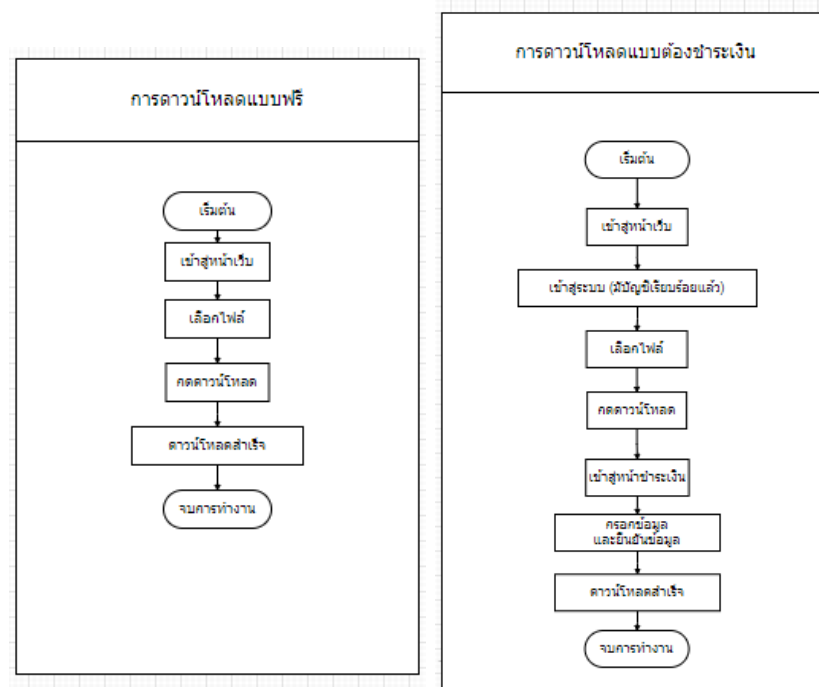 การดาวน์โหลดแบบฟรี
เริ่มต้น
เข้าสู่หน้าเว็บ
เลือกไฟล์
กดดาวน์โหลด
ดาวน์โหลดสำเร็จ
จบการทำงาน
การดาวน์โหลดแบบต้องชำระเงิน
เริ่มต้น
เข้าสู่หน้าเว็บ
เข้าสู่ระบบ (มีบัญชีเรียบร้อยแล้ว)
เลือกไฟล์
กดดาวน์โหลด
เข้าสู่หน้าชำระเงิน
กรอกข้อมูล
และยืนยันข้อมูล
ดาวน์โหลดสำเร็จ
จบการทำงาน